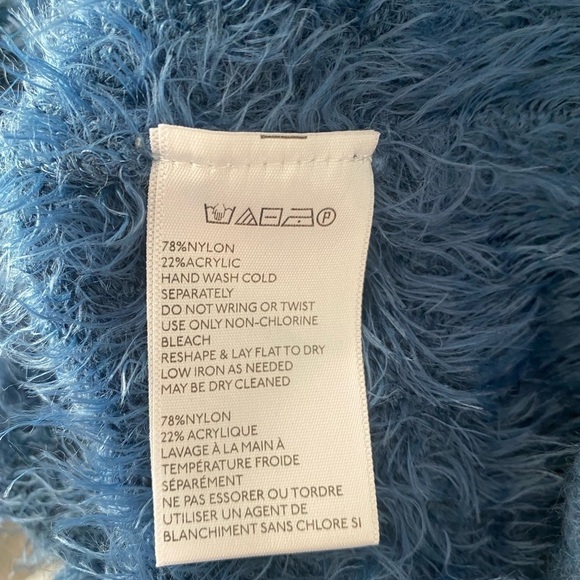 P
78%NYLON
22%ACRYLIC
HAND WASH COLD
SEPARATELY
DO NOT WRING OR TWIST
USE ONLY NON-CHLORINE
BLEACH
RESHAPE & LAY FLAT TO DRY
LOW IRON AS NEEDED
MAY BE DRY CLEANED
78%NYLON
22% ACRYLIQUE
LAVAGE À LA MAIN À
TEMPÉRATURE FROIDE
SÉPARÉMENT
NE PAS ESSORER OU TORDRE
UTILISER UN AGENT DE
BLANCHIMENT SANS CHLORE SI